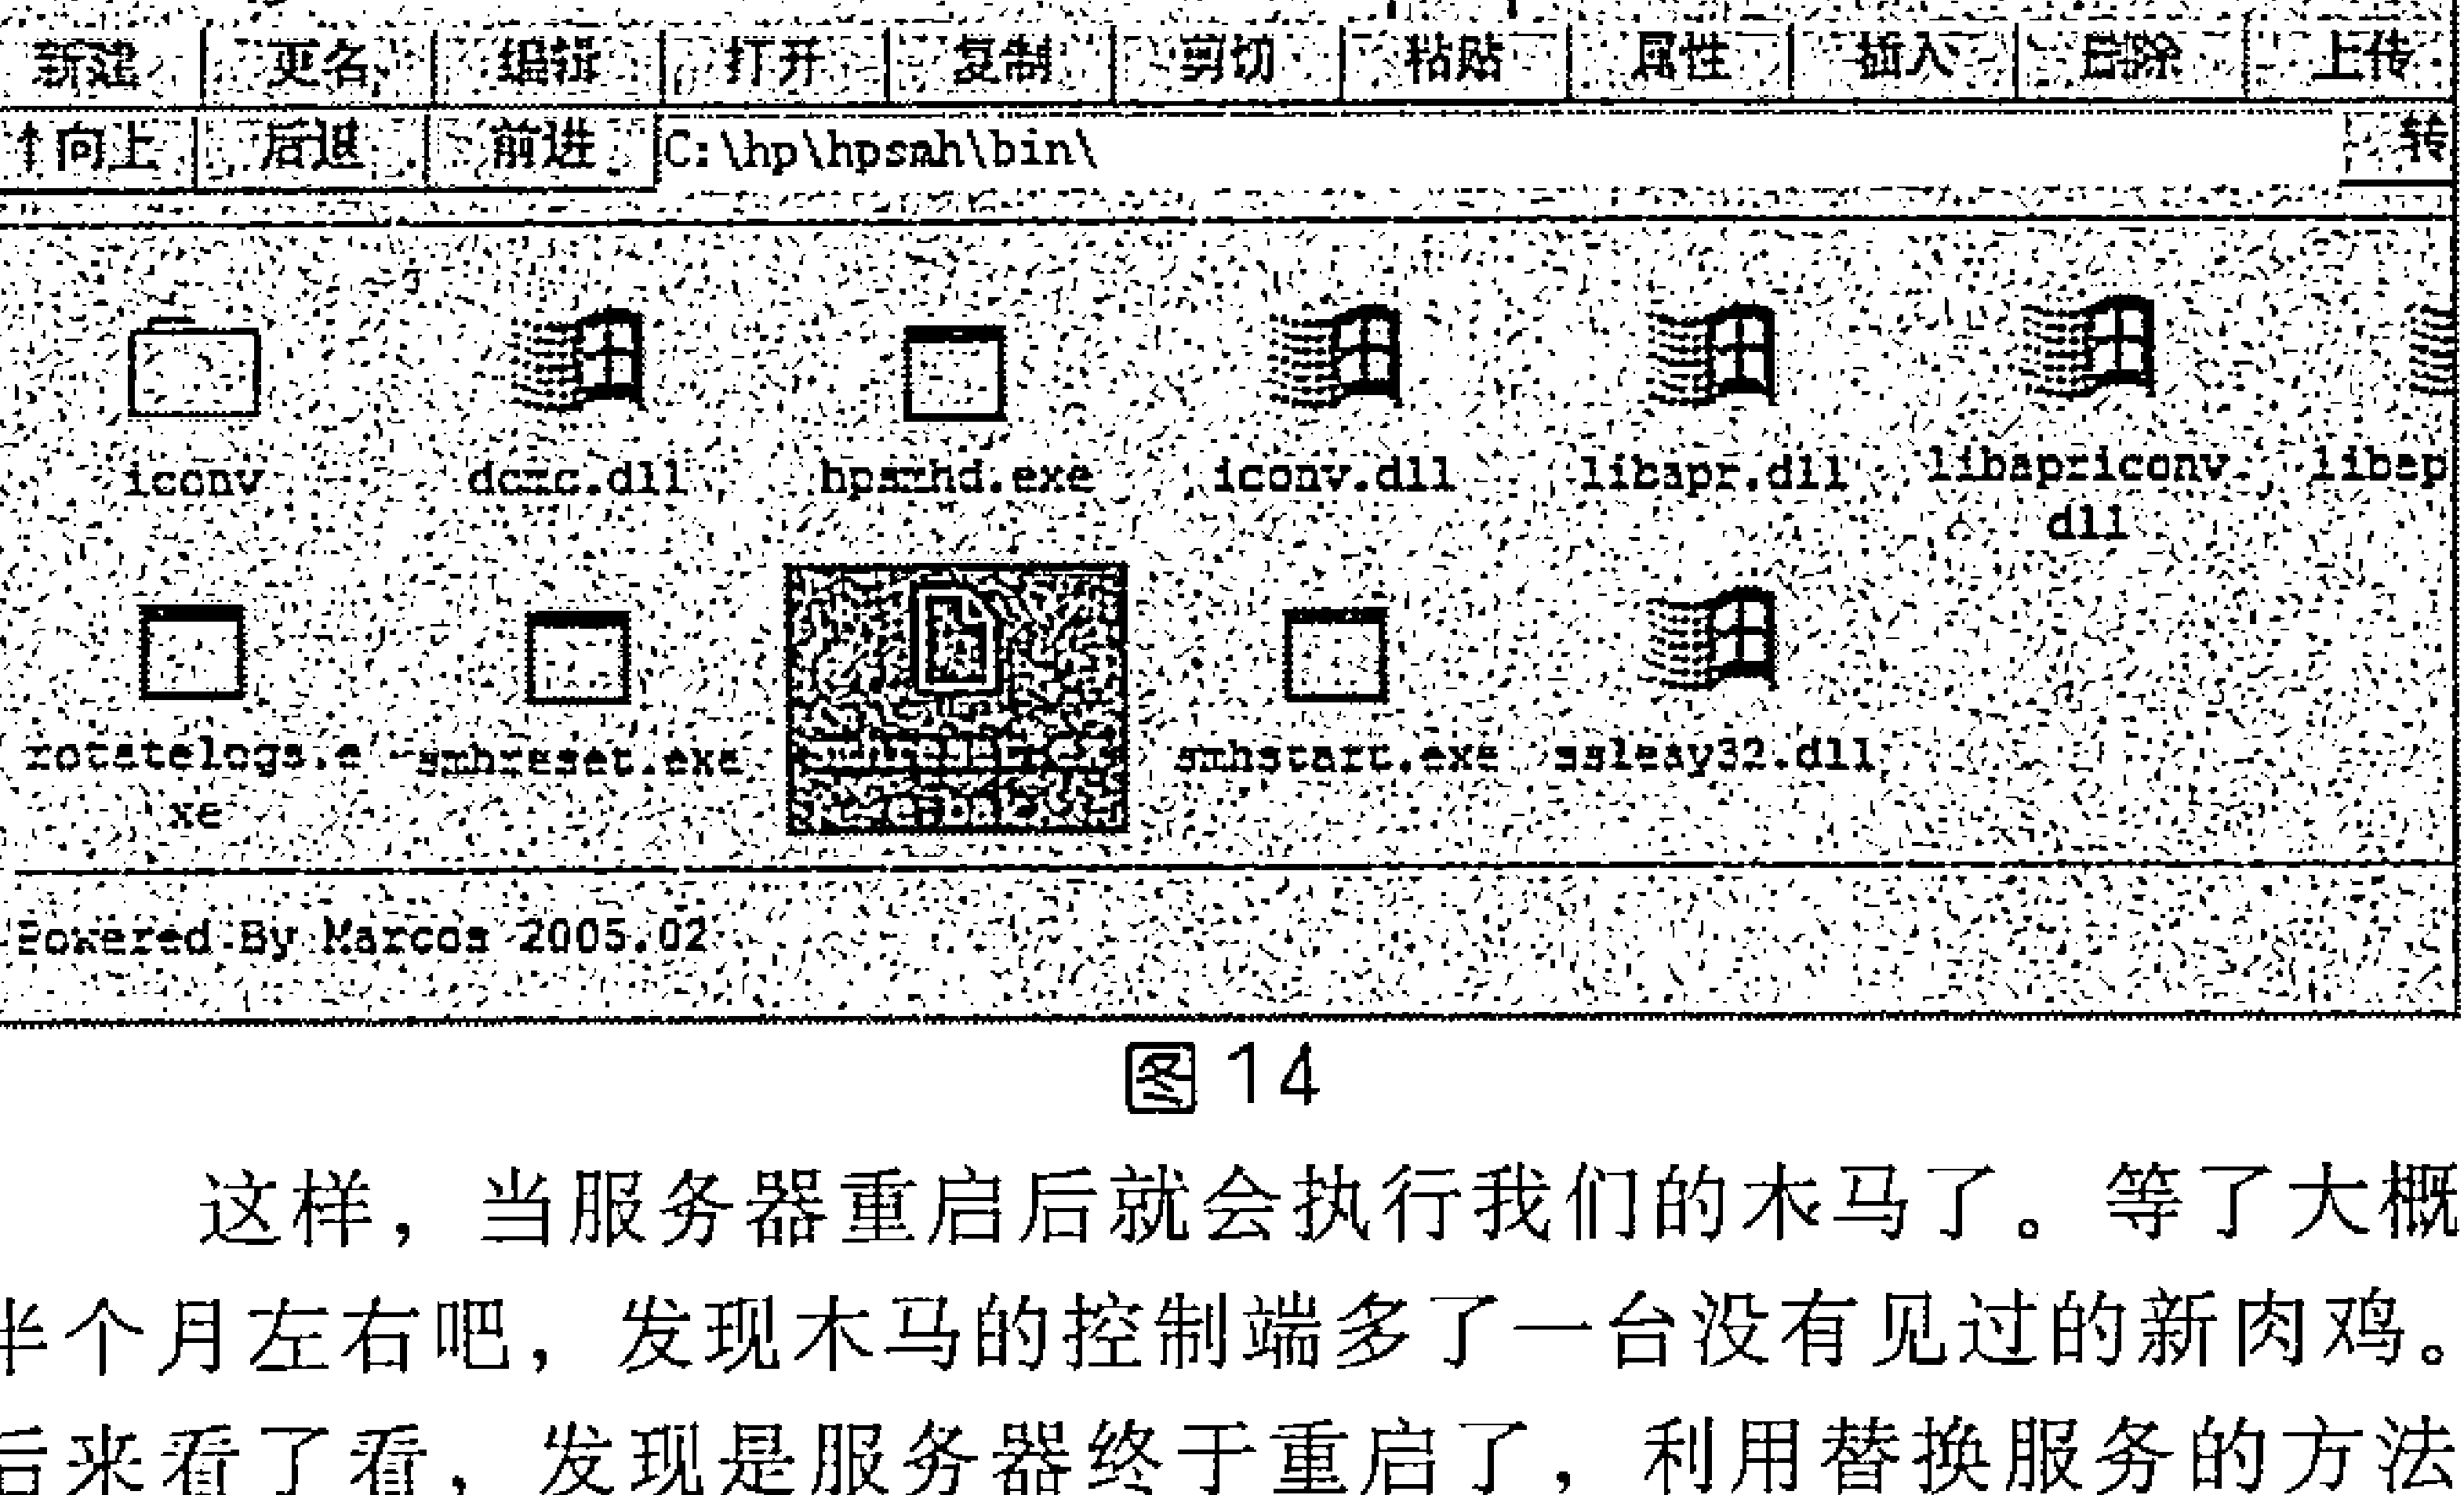 新建 更名 编辑 打开 复制 剪切 粘贴 属性 插入 删除 上传
↑向上 后退 前进 C:\hp\hpsmh\bin\ 转
iconv dczc.dll hpsmhd.exe iconv.dll libapr.dll libapriconv. libap
dll
rotatelogs.e smhreset.exe smhstart.exe ssleay32.dll
xe e.bak
Powered By Marcos 2005.02
图 14
这样，当服务器重启后就会执行我们的木马了。等了大概
半个月左右吧，发现木马的控制端多了一台没有见过的新肉鸡。
后来看了看，发现是服务器终于重启了，利用替换服务的方法